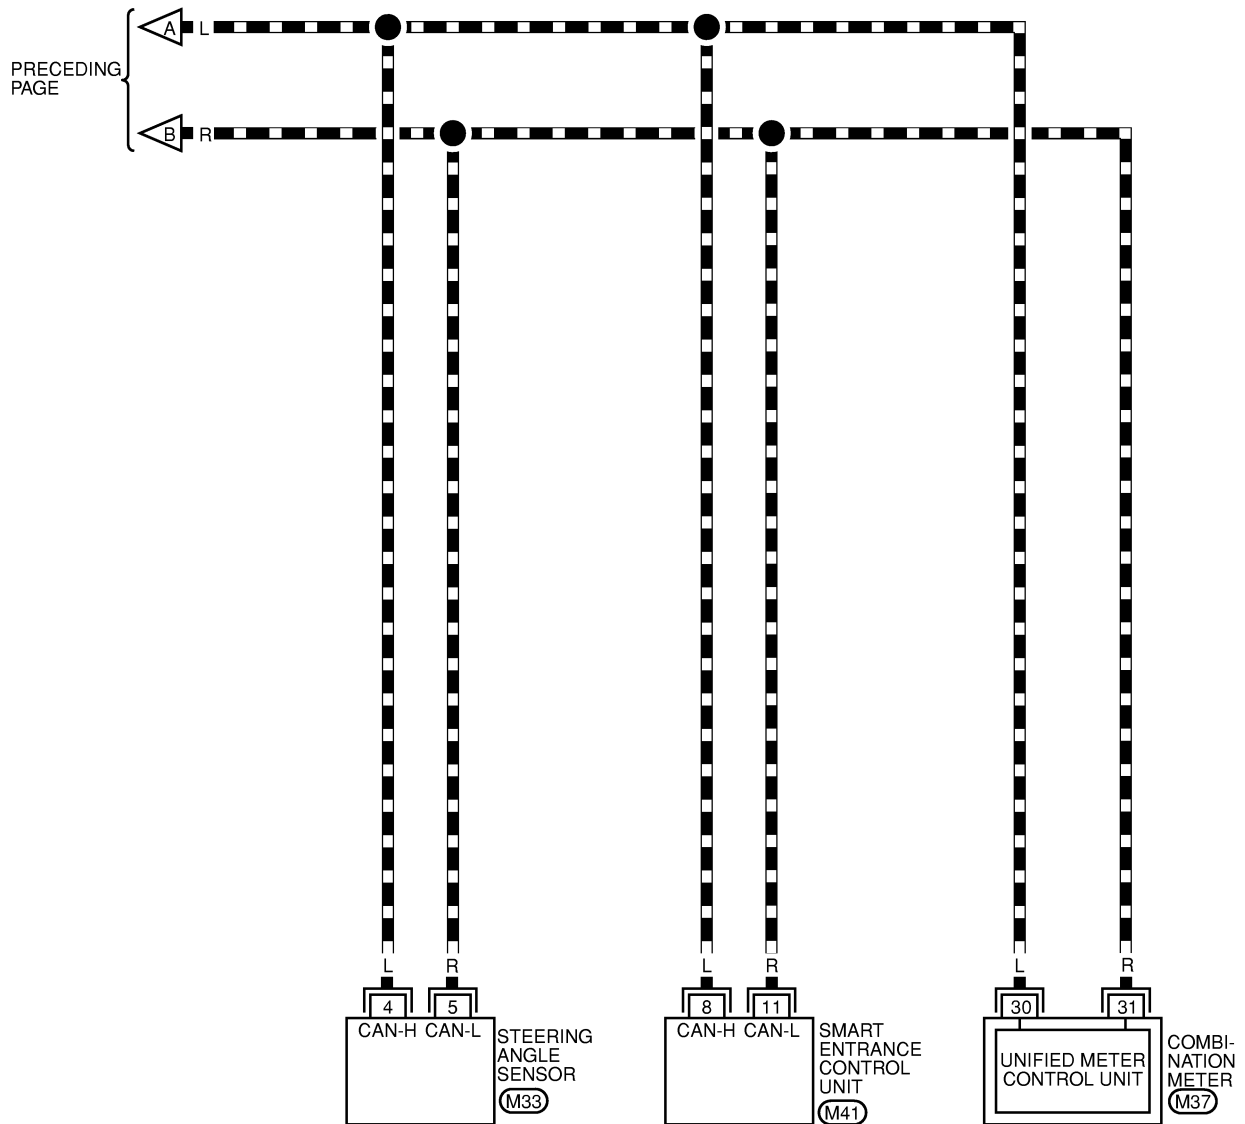 A L
PRECEDING
PAGE
B R
L R L R L R
4 5 8 11 30 31
CAN-H CAN-L
STEERING
ANGLE
SENSOR
M33
CAN-H CAN-L
SMART
ENTRANCE
CONTROL
UNIT
M41
UNIFIED METER
CONTROL UNIT
COMBI-
NATION
METER
M37